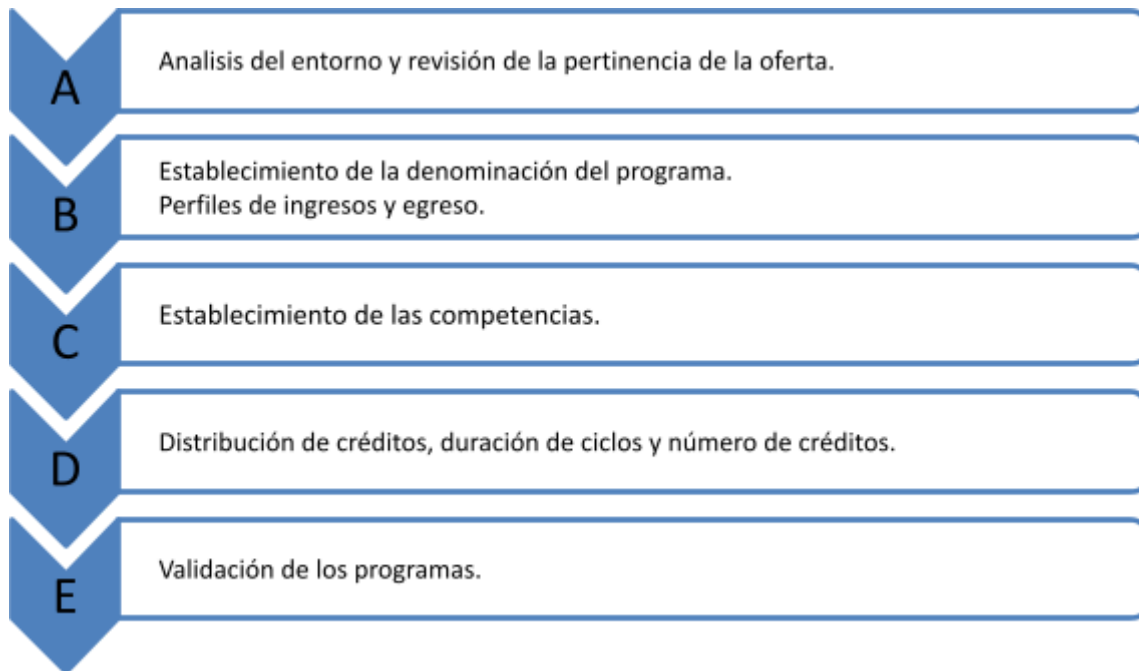 A
Analisis del entorno y revisión de la pertinencia de la oferta.
B
Establecimiento de la denominación del programa.
Perfiles de ingresos y egreso.
C
Establecimiento de las competencias.
D
Distribución de créditos, duración de ciclos y número de créditos.
E
Validación de los programas.